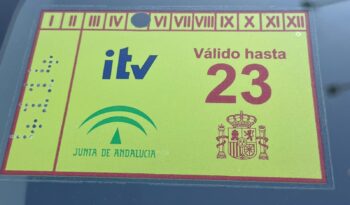 I II III IV VI VII VIII IX X XI XII
itv
Válido hasta
23
JUNTA DE ANDALUCIA